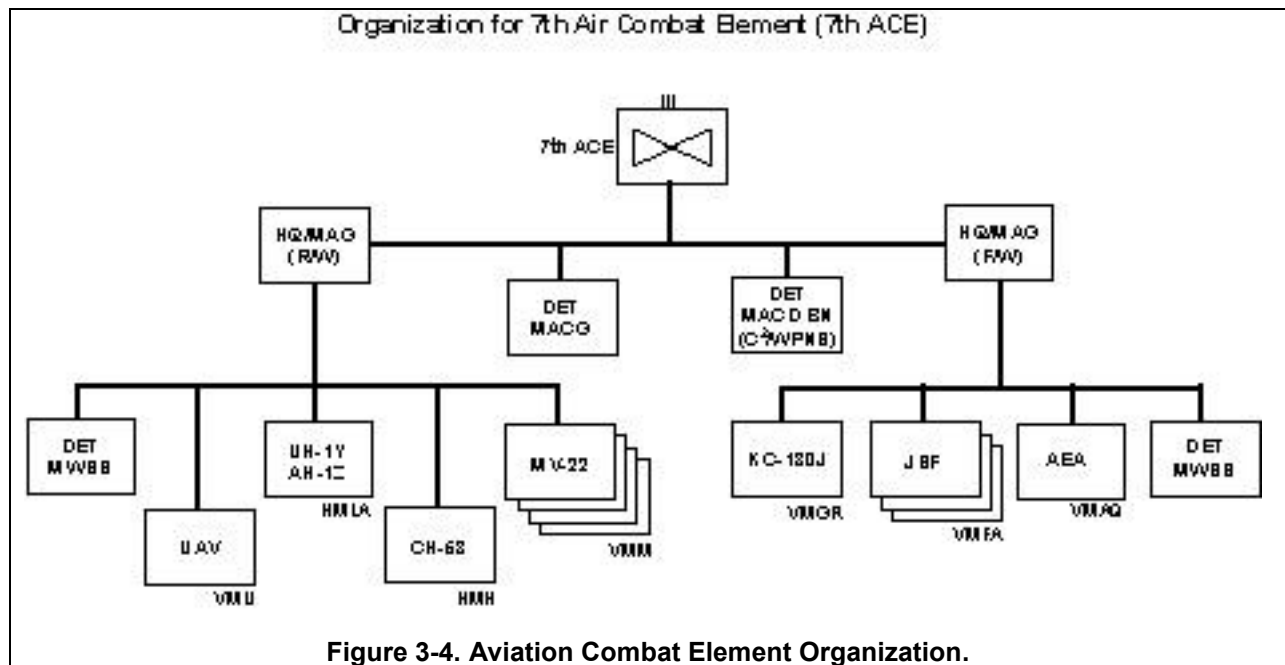 Organization for 7th Air Combat Element (7th ACE)
7th ACE
HQ/MAG
(R/W)
HQ/MAG
(F/W)
DET
MACG
DET
MACD BN
(C²/WPNS)
DET
MWSS
UAV
VMU
UH-1Y
AH-1Z
HMLA
CH-53
HMH
MV-22
VMM
KC-130J
VMGR
JSF
VMFA
AEA
VMAQ
DET
MWSS
Figure 3-4. Aviation Combat Element Organization.